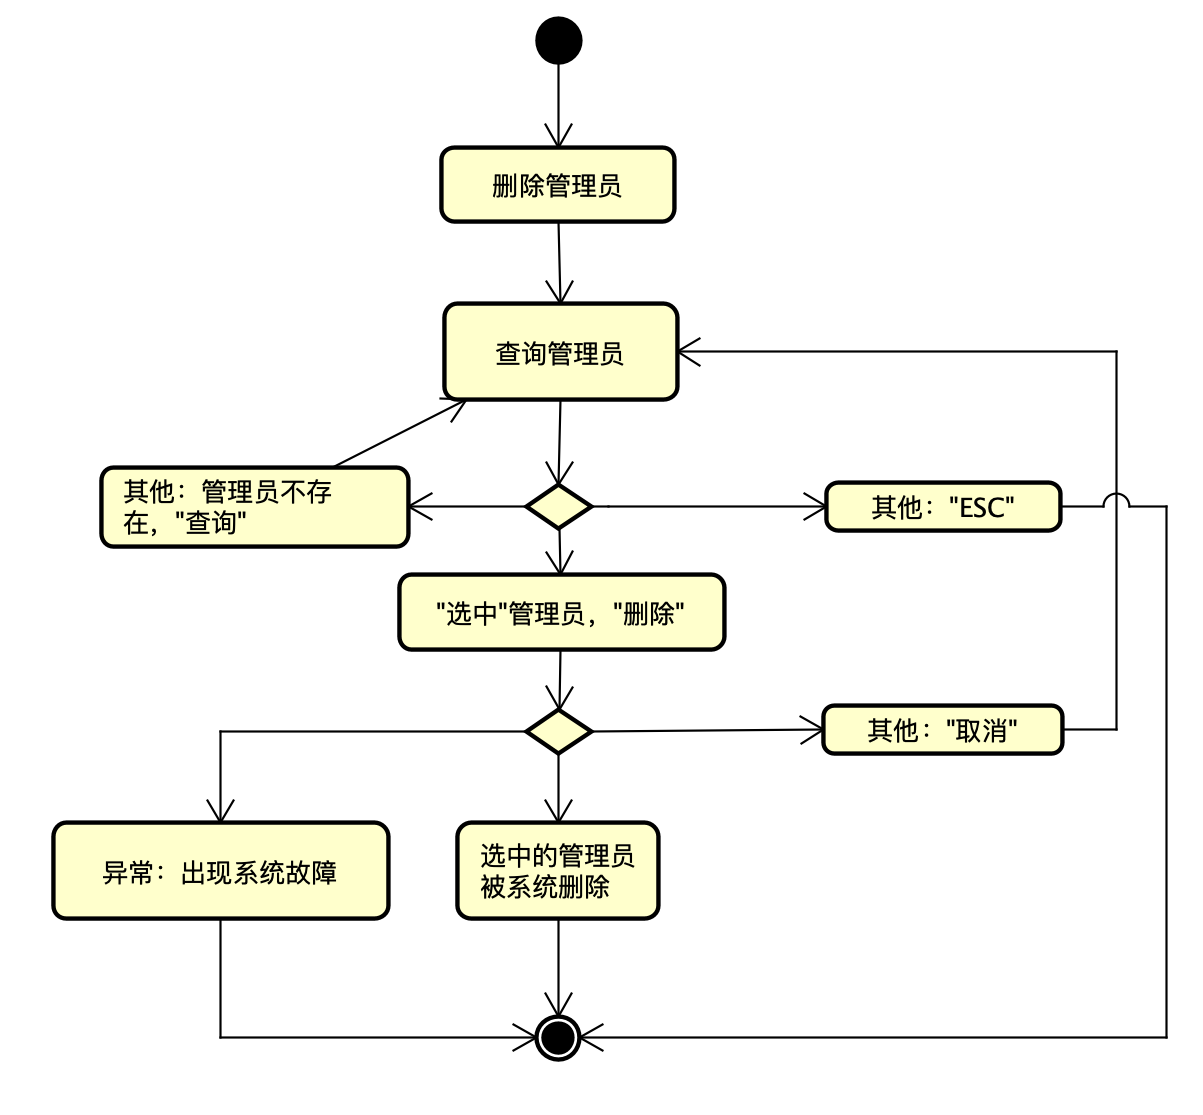 删除管理员
查询管理员
其他：管理员不存
在，"查询"
其他："ESC"
"选中"管理员，"删除"
其他："取消"
异常：出现系统故障
选中的管理员
被系统删除